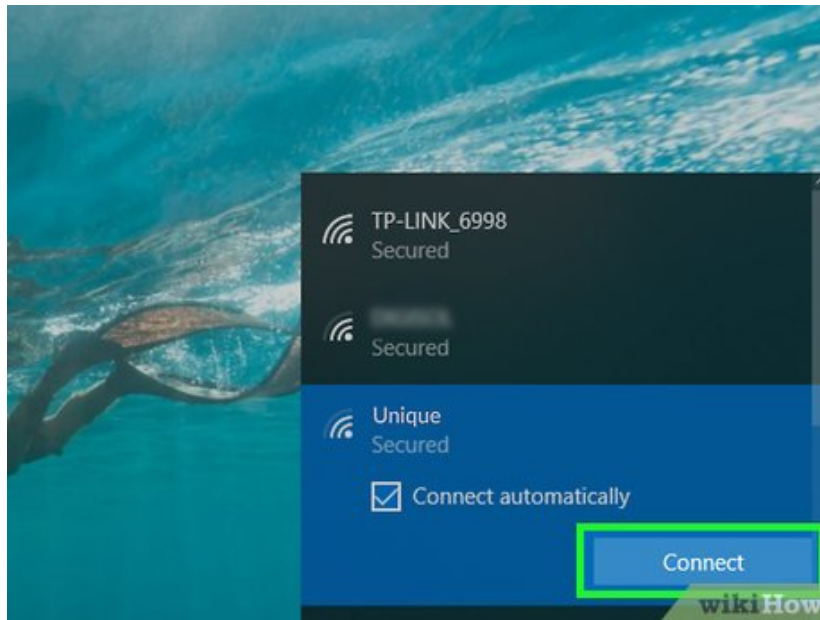 TP-LINK_6998
Secured
Secured
Unique
Secured
Connect automatically
Connect
wikiHow